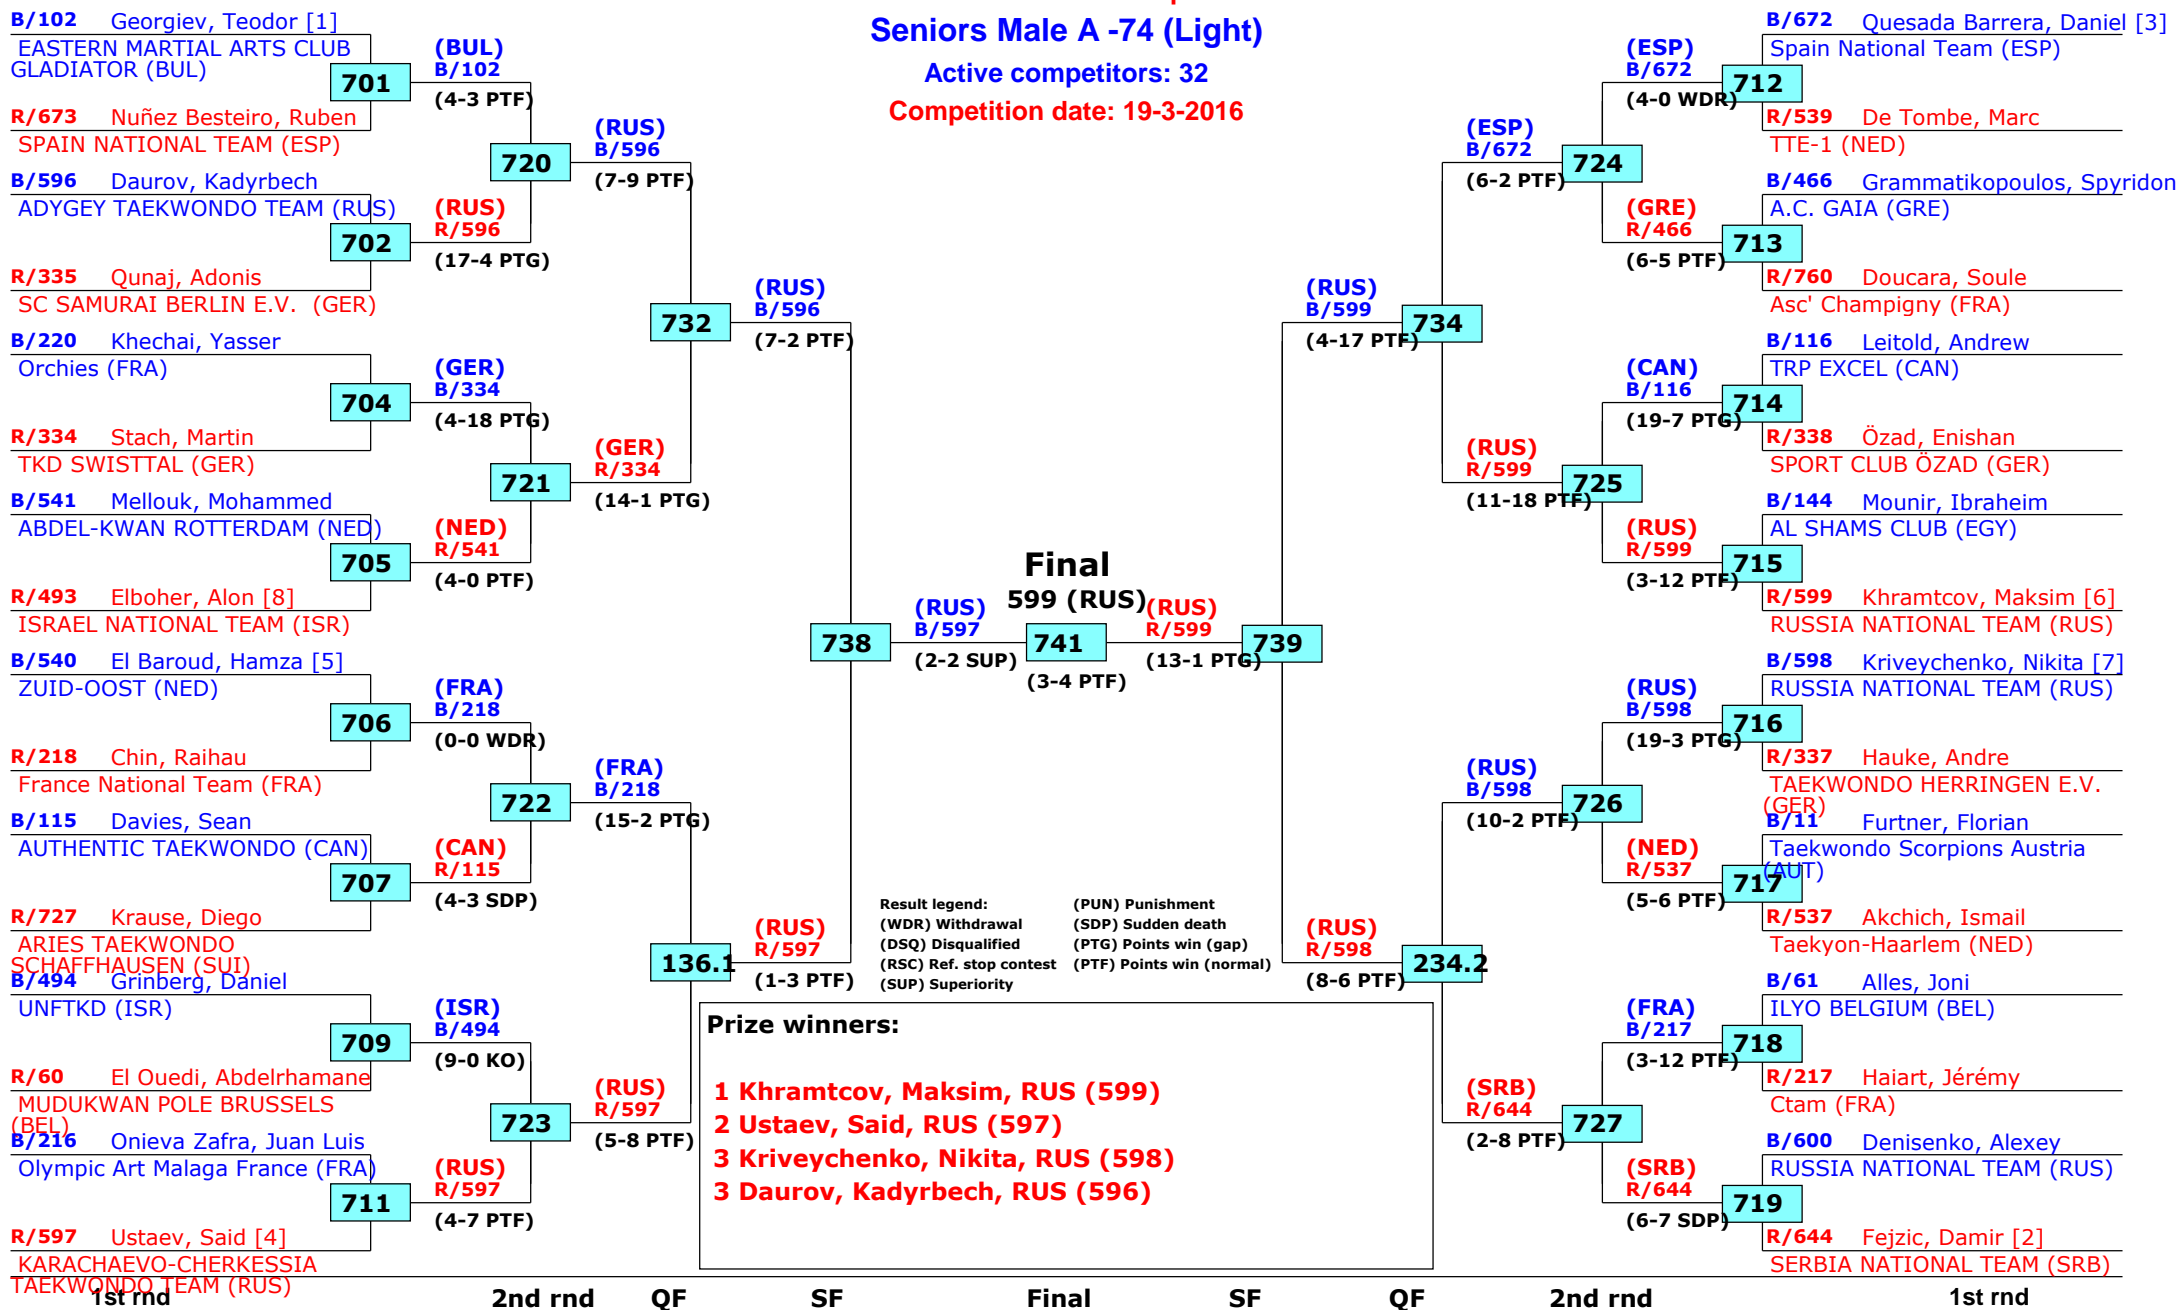 Seniors Male A -74 (Light)
Active competitors: 32
Competition date: 19-3-2016
B/102 Georgiev, Teodor [1]
EASTERN MARTIAL ARTS CLUB
GLADIATOR (BUL)
701
R/673 Nuñez Besteiro, Ruben
SPAIN NATIONAL TEAM (ESP)
B/596 Daurov, Kadyrbech
ADYGEY TAEKWONDO TEAM (RUS)
702
R/335 Qunaj, Adonis
SC SAMURAI BERLIN E.V. (GER)
B/220 Khechai, Yasser
Orchies (FRA)
704
R/334 Stach, Martin
TKD SWISTTAL (GER)
B/541 Mellouk, Mohammed
ABDEL-KWAN ROTTERDAM (NED)
705
R/493 Elboher, Alon [8]
ISRAEL NATIONAL TEAM (ISR)
B/540 El Baroud, Hamza [5]
ZUID-OOST (NED)
706
R/218 Chin, Raihau
France National Team (FRA)
B/115 Davies, Sean
AUTHENTIC TAEKWONDO (CAN)
707
R/727 Krause, Diego
ARIES TAEKWONDO
SCHAFFHAUSEN (SUI)
B/494 Grinberg, Daniel
UNFTKD (ISR)
709
R/60 El Ouedi, Abdelrhamane
MUDUKWAN POLE BRUSSELS
(BEL)
B/216 Onieva Zafra, Juan Luis
Olympic Art Malaga France (FRA)
711
R/597 Ustaev, Said [4]
KARACHAEVO-CHERKESSIA
TAEKWONDO TEAM (RUS)
(BUL)
B/102
(4-3 PTF)
720
(RUS)
R/596
(17-4 PTG)
(GER)
B/334
(4-18 PTG)
721
(NED)
R/541
(4-0 PTF)
(FRA)
B/218
(0-0 WDR)
722
(CAN)
R/115
(4-3 SDP)
(ISR)
B/494
(9-0 KO)
723
(RUS)
R/597
(4-7 PTF)
(RUS)
B/596
(7-9 PTF)
732
(GER)
R/334
(14-1 PTG)
(FRA)
B/218
(15-2 PTG)
136.1
(RUS)
R/597
(5-8 PTF)
(RUS)
B/596
(7-2 PTF)
738
(RUS)
R/597
(1-3 PTF)
(RUS)
B/597
(2-2 SUP)
Final
599 (RUS)
741
(3-4 PTF)
(RUS)
R/599
(13-1 PTG)
739
(RUS)
B/599
(4-17 PTF)
(RUS)
R/598
(8-6 PTF)
734
234.2
(ESP)
B/672
(6-2 PTF)
(RUS)
R/599
(11-18 PTF)
(RUS)
B/598
(10-2 PTF)
(SRB)
R/644
(2-8 PTF)
724
725
726
727
(ESP)
B/672
(4-0 WDR)
(GRE)
R/466
(6-5 PTF)
(CAN)
B/116
(19-7 PTG)
(RUS)
R/599
(3-12 PTF)
(RUS)
B/598
(19-3 PTG)
(NED)
R/537
(5-6 PTF)
(FRA)
B/217
(3-12 PTF)
(SRB)
R/644
(6-7 SDP)
B/672 Quesada Barrera, Daniel [3]
Spain National Team (ESP)
712
R/539 De Tombe, Marc
TTE-1 (NED)
B/466 Grammatikopoulos, Spyridon
A.C. GAIA (GRE)
713
R/760 Doucara, Soule
Asc' Champigny (FRA)
B/116 Leitold, Andrew
TRP EXCEL (CAN)
714
R/338 Özad, Enishan
SPORT CLUB ÖZAD (GER)
B/144 Mounir, Ibraheim
AL SHAMS CLUB (EGY)
715
R/599 Khramtcov, Maksim [6]
RUSSIA NATIONAL TEAM (RUS)
B/598 Kriveychenko, Nikita [7]
RUSSIA NATIONAL TEAM (RUS)
716
R/337 Hauke, Andre
TAEKWONDO HERRINGEN E.V.
(GER)
B/11 Furtner, Florian
Taekwondo Scorpions Austria
(AUT)
717
R/537 Akchich, Ismail
Taekyon-Haarlem (NED)
B/61 Alles, Joni
ILYO BELGIUM (BEL)
718
R/217 Haiart, Jérémy
Ctam (FRA)
B/600 Denisenko, Alexey
RUSSIA NATIONAL TEAM (RUS)
719
R/644 Fejzic, Damir [2]
SERBIA NATIONAL TEAM (SRB)
Result legend: (PUN) Punishment
(WDR) Withdrawal (SDP) Sudden death
(DSQ) Disqualified (PTG) Points win (gap)
(RSC) Ref. stop contest (PTF) Points win (normal)
(SUP) Superiority
Prize winners:
1 Khramtcov, Maksim, RUS (599)
2 Ustaev, Said, RUS (597)
3 Kriveychenko, Nikita, RUS (598)
3 Daurov, Kadyrbech, RUS (596)
1st rnd 2nd rnd QF SF Final SF QF 2nd rnd 1st rnd